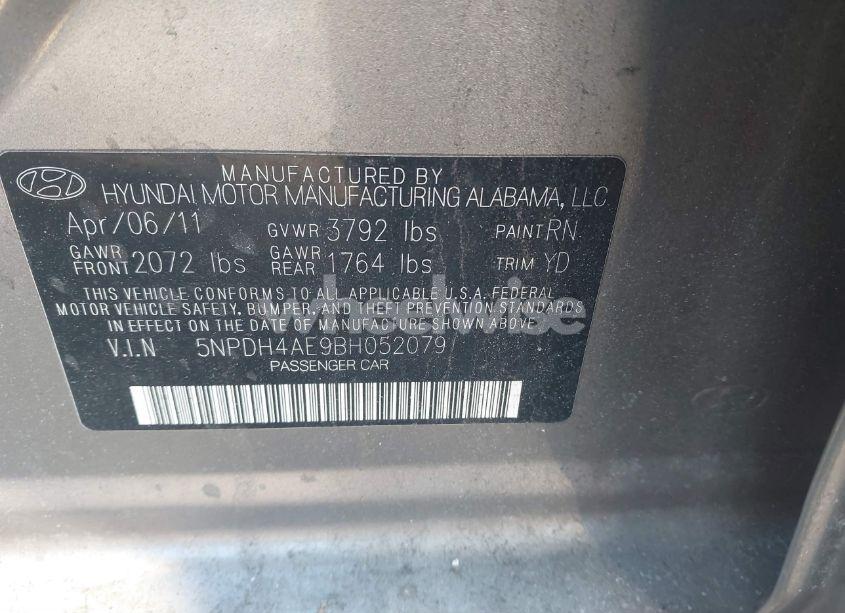 MANUFACTURED BY
HYUNDAI MOTOR MANUFACTURING ALABAMA, LLC
Apr/06/11 GVWR 3792 lbs PAINT RN
GAWR FRONT 2072 lbs GAWR REAR 1764 lbs TRIM YD
THIS VEHICLE CONFORMS TO ALL APPLICABLE U.S.A. FEDERAL
MOTOR VEHICLE SAFETY, BUMPER, AND THEFT PREVENTION STANDARDS
IN EFFECT ON THE DATE OF MANUFACTURE SHOWN ABOVE.
V.I.N 5NPDH4AE9BH052079
PASSENGER CAR
wheelwise